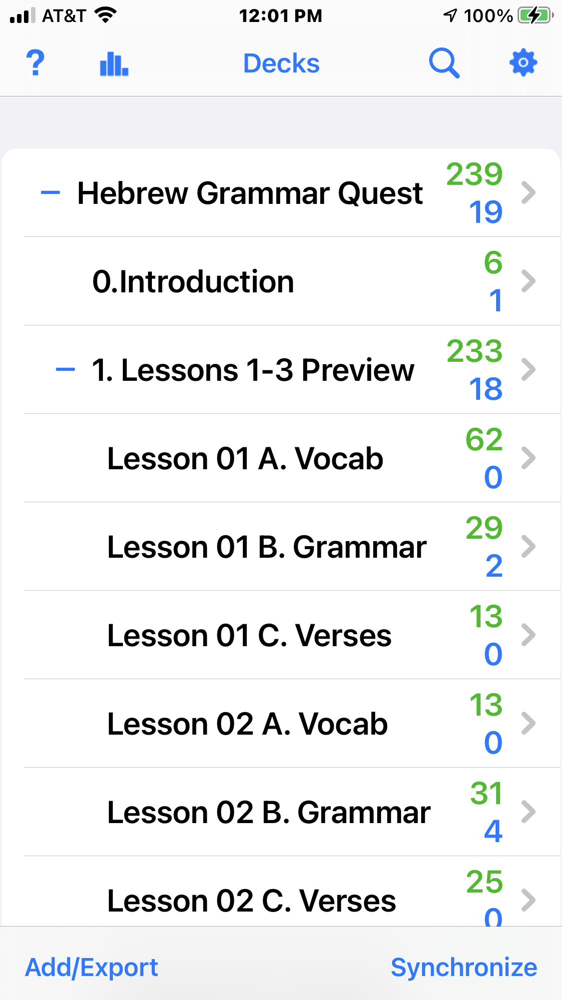 AT&T 12:01 PM 100%
? Decks
Hebrew Grammar Quest 239 19
0.Introduction 6 1
1. Lessons 1-3 Preview 233 18
Lesson 01 A. Vocab 62 0
Lesson 01 B. Grammar 29 2
Lesson 01 C. Verses 13 0
Lesson 02 A. Vocab 13 0
Lesson 02 B. Grammar 31 4
Lesson 02 C. Verses 25 0
Add/Export Synchronize